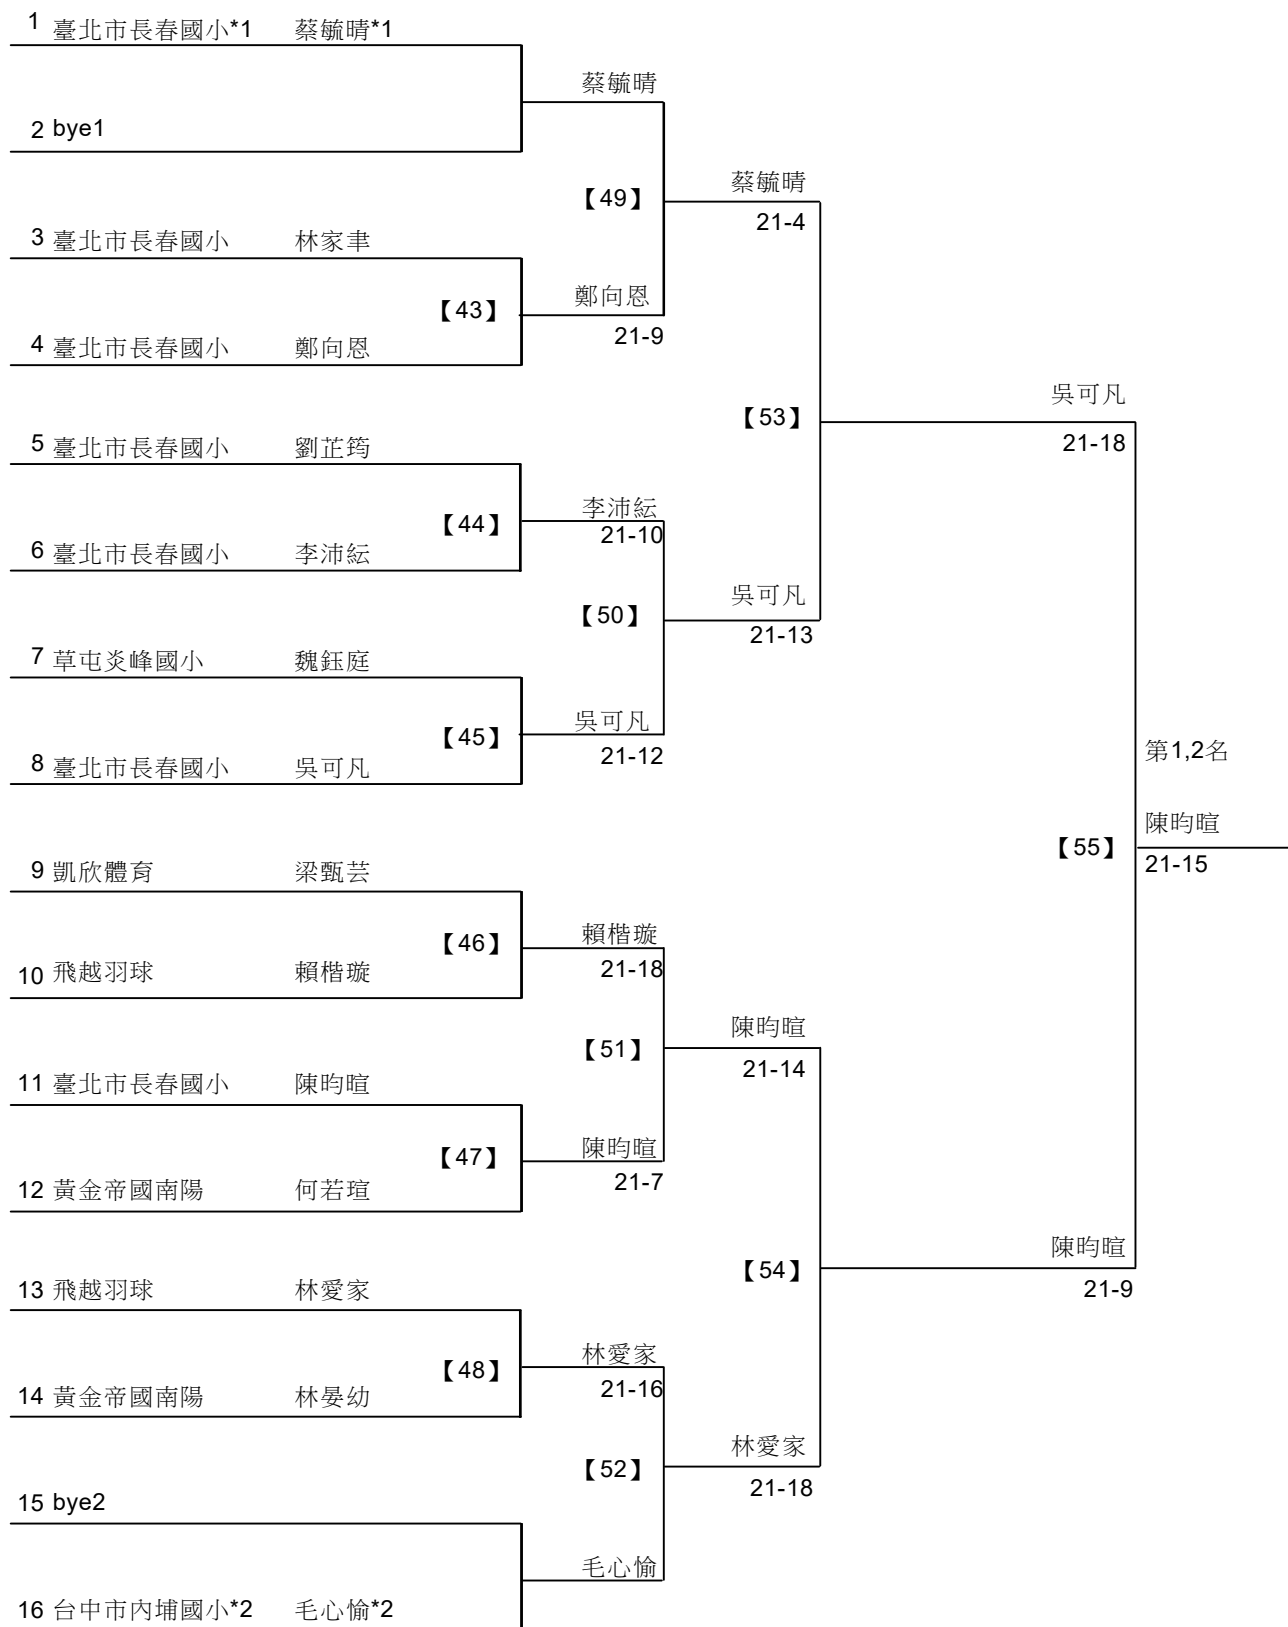 1 臺北市長春國小*1 蔡毓晴*1
蔡毓晴
2 bye1
【49】
蔡毓晴
21-4
3 臺北市長春國小 林家聿
【43】
鄭向恩
21-9
4 臺北市長春國小 鄭向恩
【53】
吳可凡
21-18
5 臺北市長春國小 劉芷筠
【44】
李沛紜
21-10
6 臺北市長春國小 李沛紜
【50】
吳可凡
21-13
7 草屯炎峰國小 魏鈺庭
【45】
吳可凡
21-12
8 臺北市長春國小 吳可凡
第1,2名
【55】
陳昀暄
21-15
9 凱欣體育 梁甄芸
【46】
賴楷璇
21-18
10 飛越羽球 賴楷璇
【51】
陳昀暄
21-14
11 臺北市長春國小 陳昀暄
【47】
陳昀暄
21-7
12 黃金帝國南陽 何若瑄
【54】
陳昀暄
21-9
13 飛越羽球 林愛家
【48】
林愛家
21-16
14 黃金帝國南陽 林晏幼
【52】
林愛家
21-18
15 bye2
毛心愉
16 台中市內埔國小*2 毛心愉*2